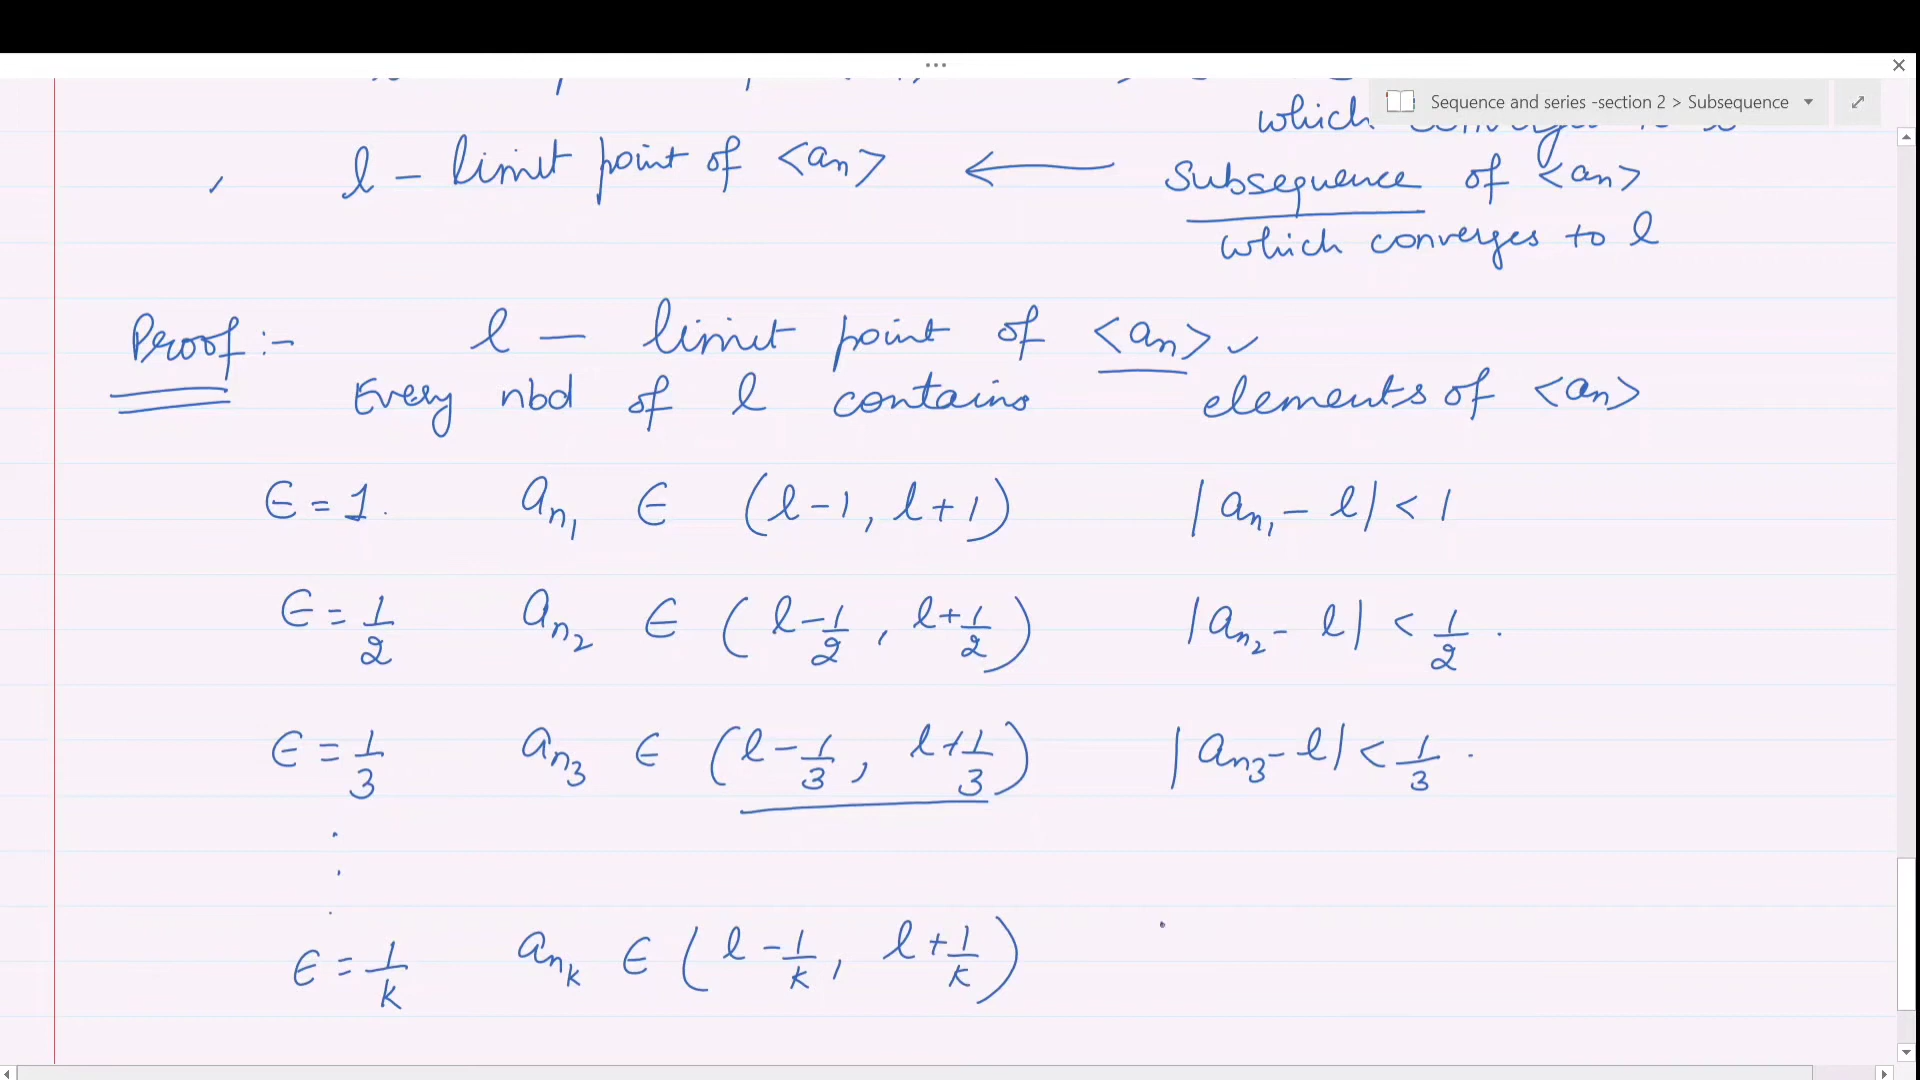 Sequence and series -section 2 > Subsequence
which converges to
l - limit point of <an> ← Subsequence of <an>
which converges to l
Proof :- l — limit point of <an> ✓
Every nbd of l contains elements of <an>
∈ = 1. an₁ ∈ (l-1, l+1) |an₁ - l| < 1
∈ = 1/2 an₂ ∈ (l-1/2, l+1/2) |an₂ - l| < 1/2 .
∈ = 1/3 an₃ ∈ (l-1/3, l+1/3) |an₃ - l| < 1/3 .
∈ = 1/k anₖ ∈ (l-1/k, l+1/k)